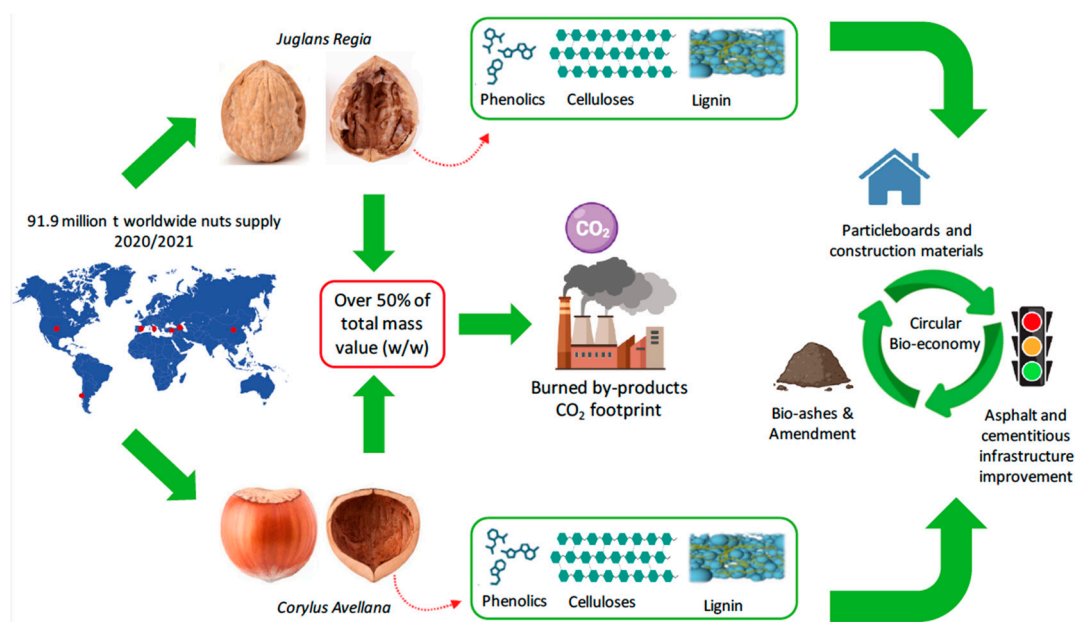 Juglans Regia
Phenolics
Celluloses
Lignin
91.9 million t worldwide nuts supply
2020/2021
Over 50% of
total mass
value (w/w)
CO2
Burned by-products
CO₂ footprint
Particleboards and
construction materials
Circular
Bio-economy
Bio-ashes &
Amendment
Asphalt and
cementitious
infrastructure
improvement
Corylus Avellana
Phenolics
Celluloses
Lignin